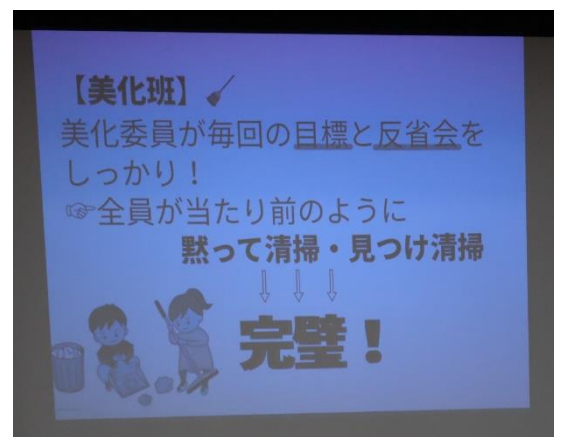 【美化班】🧹
美化委員が毎回の目標と反省会を
しっかり！
☞全員が当たり前のように
黙って清掃・見つけ清掃
↓ ↓ ↓
完璧！